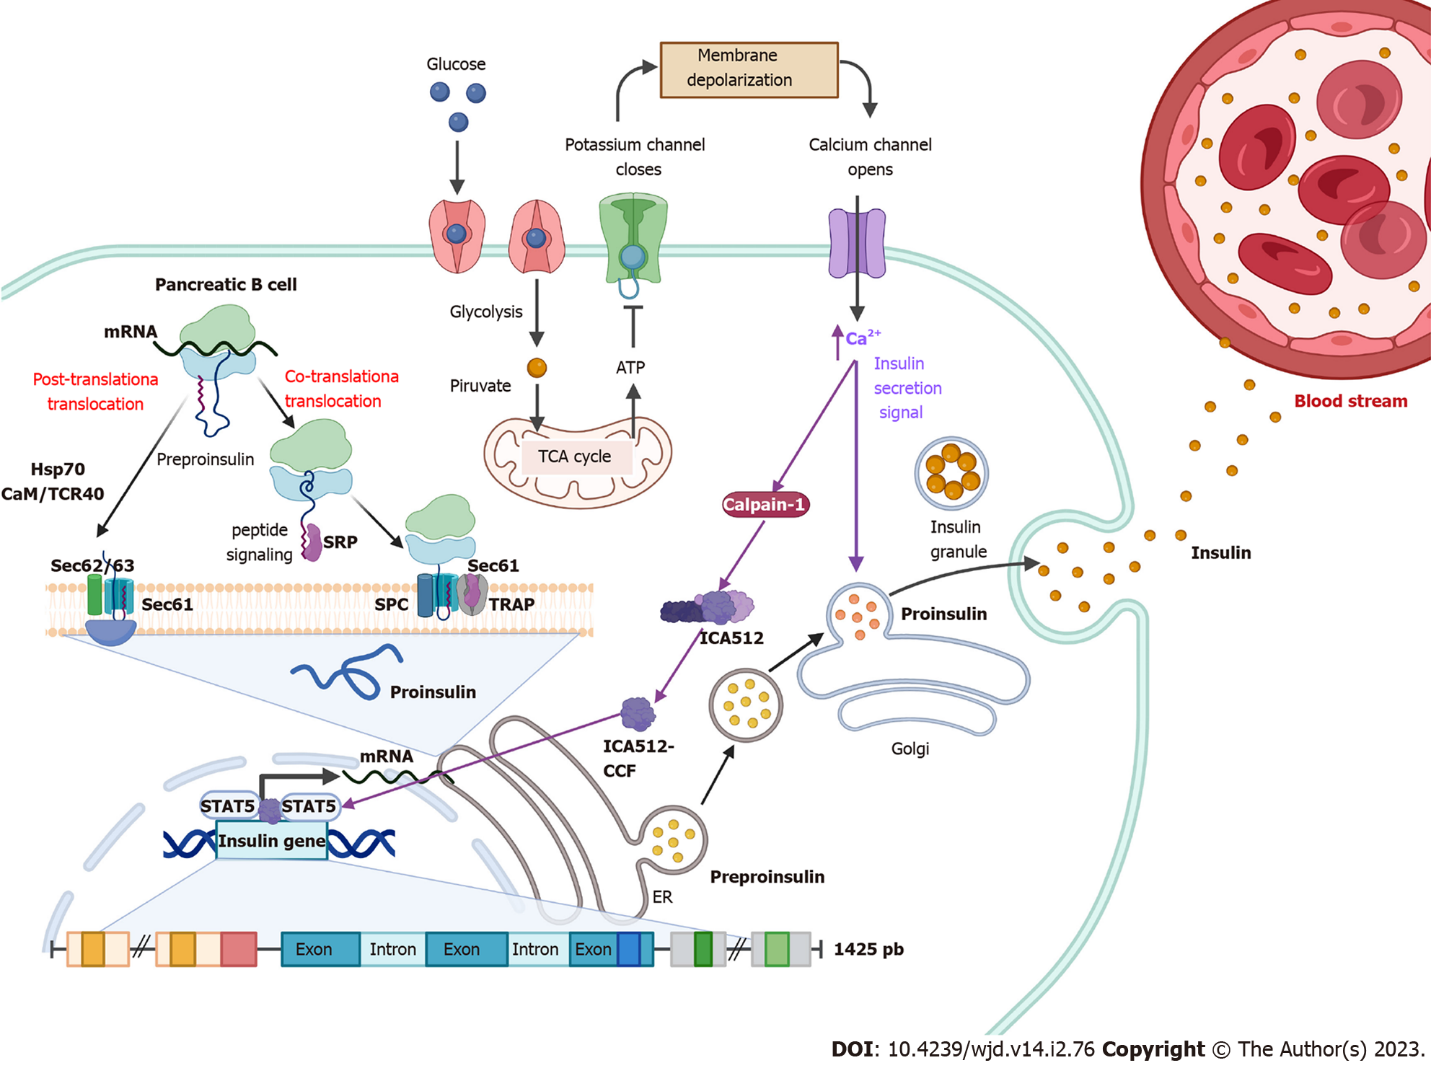 Glucose
Membrane
depolarization
Potassium channel
closes
Calcium channel
opens
Pancreatic B cell
mRNA
Glycolysis
Ca2+
Insulin
secretion
signal
Post-translationa
translocation
Co-translationa
translocation
Piruvate
ATP
Blood stream
TCA cycle
Preproinsulin
Hsp70
CaM/TCR40
Calpain-1
Insulin
granule
peptide
signaling
SRP
Insulin
Sec62/63
Sec61
Sec61
SPC
TRAP
Proinsulin
ICA512
Proinsulin
Golgi
ICA512-
CCF
mRNA
STAT5
STAT5
Insulin gene
Preproinsulin
ER
Exon
Intron
Exon
Intron
Exon
1425 pb
DOI: 10.4239/wjd.v14.i2.76 Copyright © The Author(s) 2023.